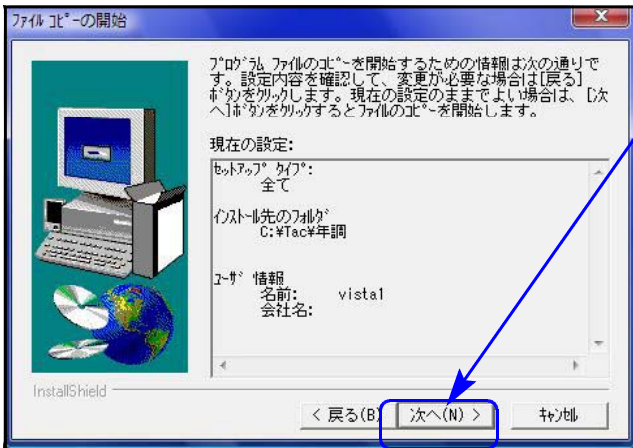 ﾌｧｲﾙ ｺﾋﾟｰの開始
ﾌﾟﾛｸﾞﾗﾑ ﾌｧｲﾙのｺﾋﾟｰを開始するための情報は次の通りで
す。設定内容を確認して、変更が必要な場合は[戻る]
ﾎﾞﾀﾝをｸﾘｯｸします。現在の設定のままでよい場合は、[次
へ]ﾎﾞﾀﾝをｸﾘｯｸするとﾌｧｲﾙのｺﾋﾟｰを開始します。
現在の設定:
ｾｯﾄｱｯﾌﾟ ﾀｲﾌﾟ:
全て
ｲﾝｽﾄｰﾙ先のﾌｫﾙﾀﾞ
C:¥Tac¥年調
ﾕｰｻﾞ情報
名前: vista1
会社名:
InstallShield
< 戻る(B)
次へ(N) >
ｷｬﾝｾﾙ